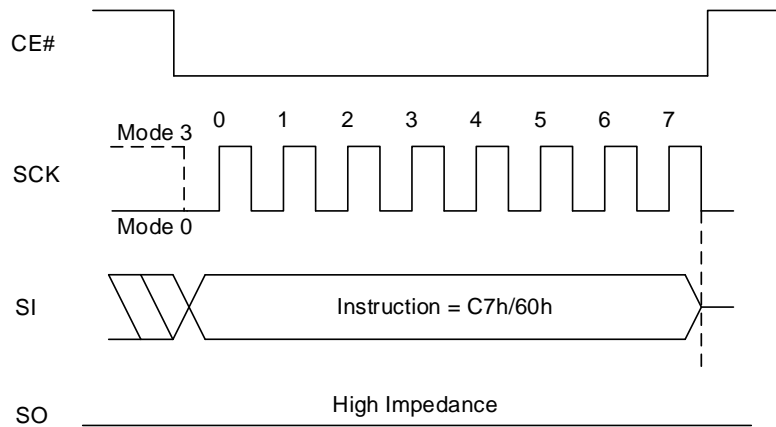 CE#
0 1 2 3 4 5 6 7
Mode 3
SCK
Mode 0
SI
Instruction = C7h/60h
High Impedance
SO